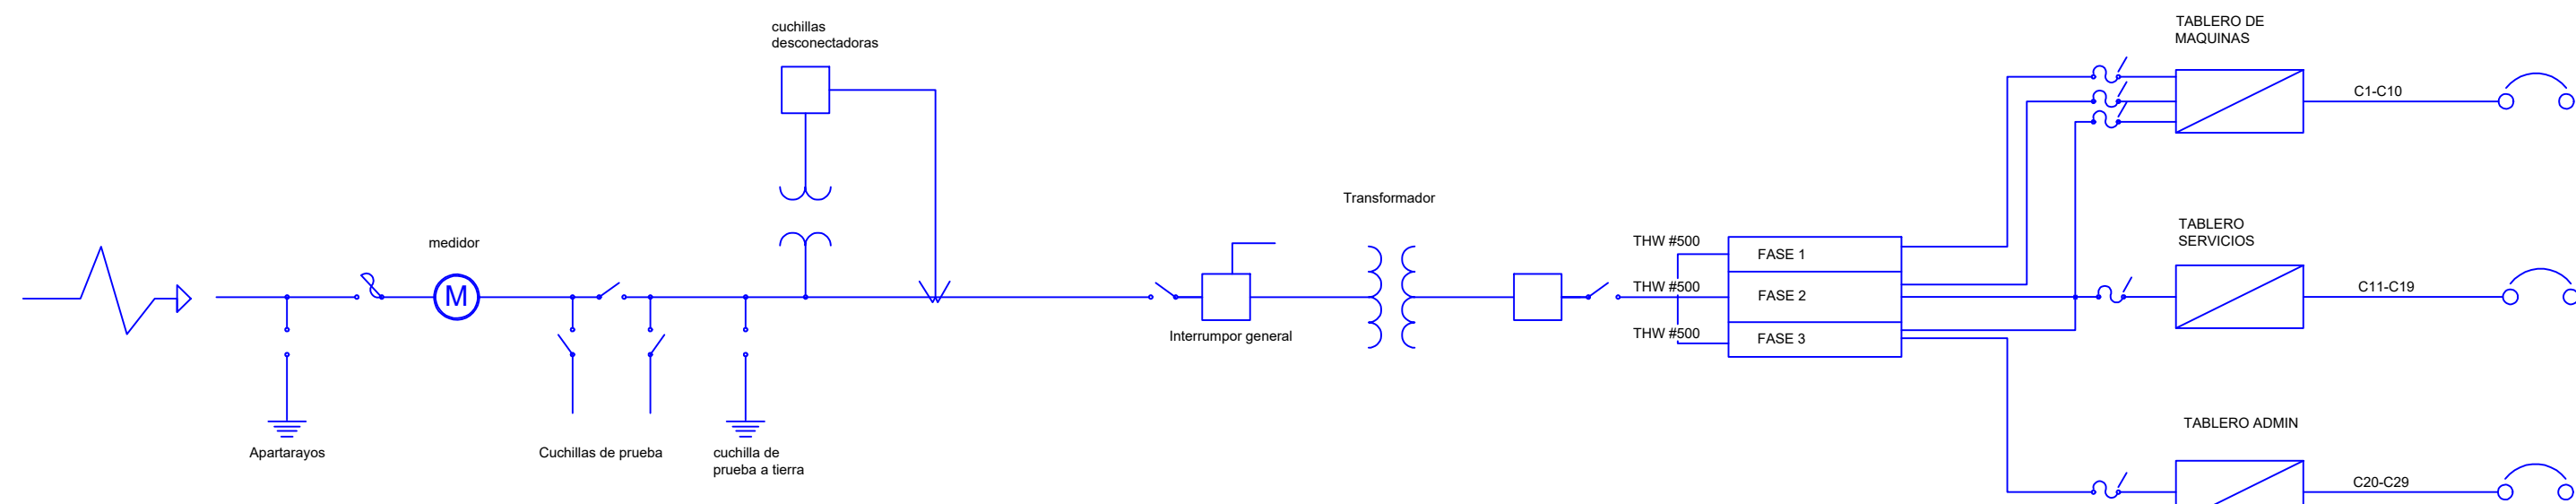 cuchillas
desconectadoras
TABLERO DE
MAQUINAS
C1-C10
Transformador
medidor
M
THW #500
THW #500
THW #500
FASE 1
FASE 2
FASE 3
TABLERO
SERVICIOS
C11-C19
Interrumpor general
Apartarayos
Cuchillas de prueba
cuchilla de
prueba a tierra
TABLERO ADMIN
C20-C29